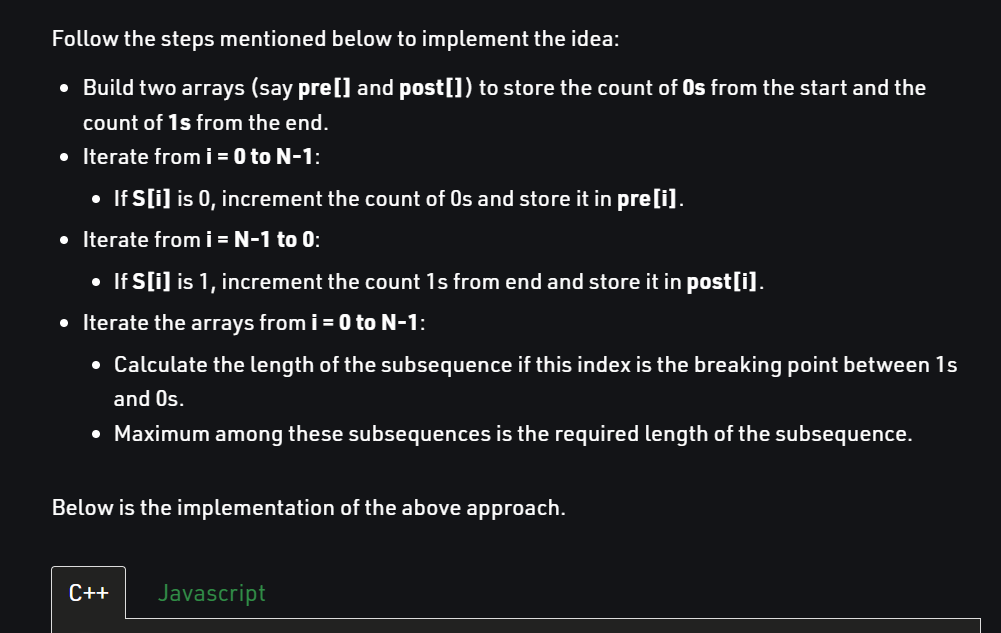 Follow the steps mentioned below to implement the idea:
• Build two arrays (say pre[] and post[]) to store the count of 0s from the start and the
count of 1s from the end.
• Iterate from i = 0 to N-1:
• If S[i] is 0, increment the count of 0s and store it in pre[i].
• Iterate from i = N-1 to 0:
• If S[i] is 1, increment the count 1s from end and store it in post[i].
• Iterate the arrays from i = 0 to N-1:
• Calculate the length of the subsequence if this index is the breaking point between 1s
and 0s.
• Maximum among these subsequences is the required length of the subsequence.
Below is the implementation of the above approach.
C++ Javascript